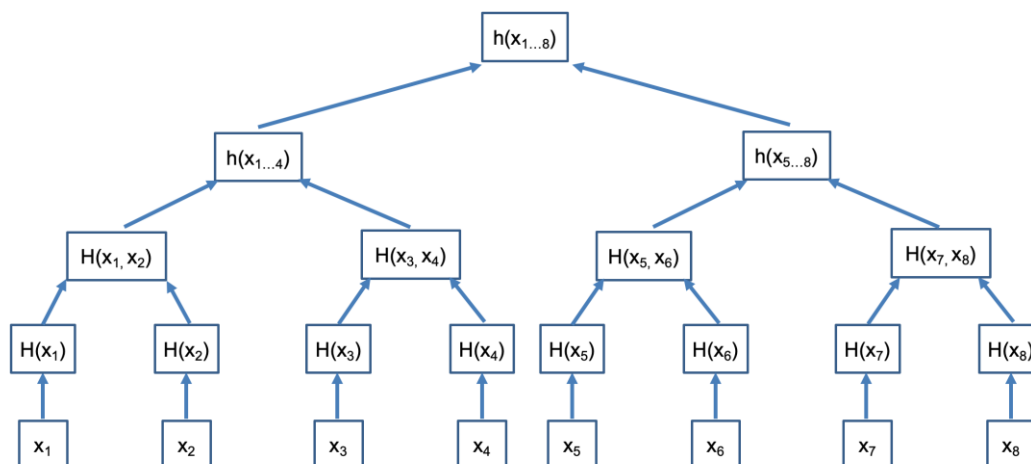 h(x₁…₈)
h(x₁…₄)
h(x₅…₈)
H(x₁, x₂)
H(x₃, x₄)
H(x₅, x₆)
H(x₇, x₈)
H(x₁)
H(x₂)
H(x₃)
H(x₄)
H(x₅)
H(x₆)
H(x₇)
H(x₈)
x₁
x₂
x₃
x₄
x₅
x₆
x₇
x₈